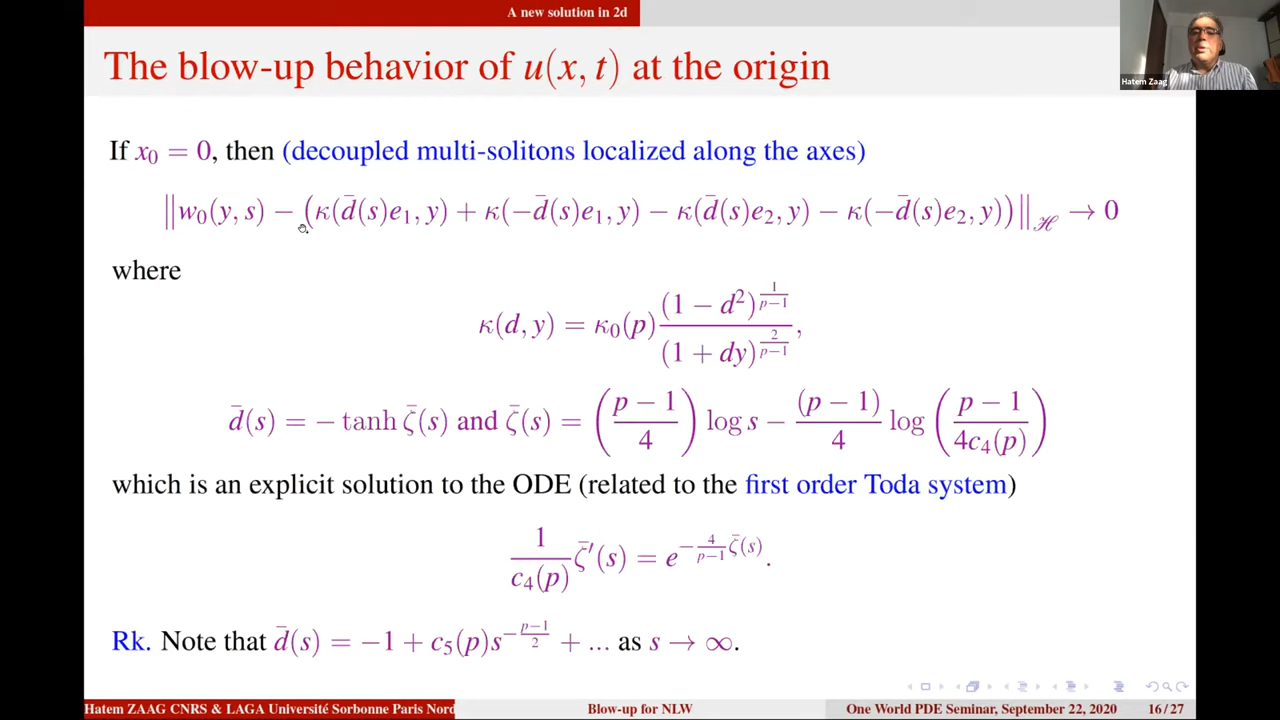 A new solution in 2d
The blow-up behavior of u(x, t) at the origin
Hatem Zaag
If x₀ = 0, then (decoupled multi-solitons localized along the axes)
‖w₀(y, s) − (κ(d̄(s)e₁, y) + κ(−d̄(s)e₁, y) − κ(d̄(s)e₂, y) − κ(−d̄(s)e₂, y))‖_ℋ → 0
where
κ(d, y) = κ₀(p) (1 − d²)^{1/(p−1)} / (1 + dy)^{2/(p−1)},
d̄(s) = − tanh ζ̄(s) and ζ̄(s) = ((p − 1)/4) log s − ((p − 1)/4) log ((p − 1)/(4c₄(p)))
which is an explicit solution to the ODE (related to the first order Toda system)
(1/c₄(p)) ζ̄′(s) = e^{−(4/(p−1)) ζ̄(s)}.
Rk. Note that d̄(s) = −1 + c₅(p)s^{−(p−1)/2} + ... as s → ∞.
Hatem ZAAG CNRS & LAGA Université Sorbonne Paris Nord
Blow-up for NLW
One World PDE Seminar, September 22, 2020
16 / 27